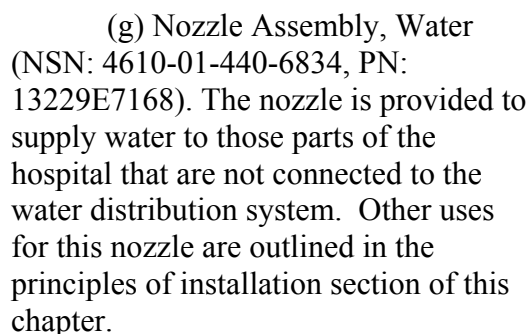 (g) Nozzle Assembly, Water
(NSN: 4610-01-440-6834, PN:
13229E7168). The nozzle is provided to
supply water to those parts of the
hospital that are not connected to the
water distribution system.  Other uses
for this nozzle are outlined in the
principles of installation section of this
chapter.